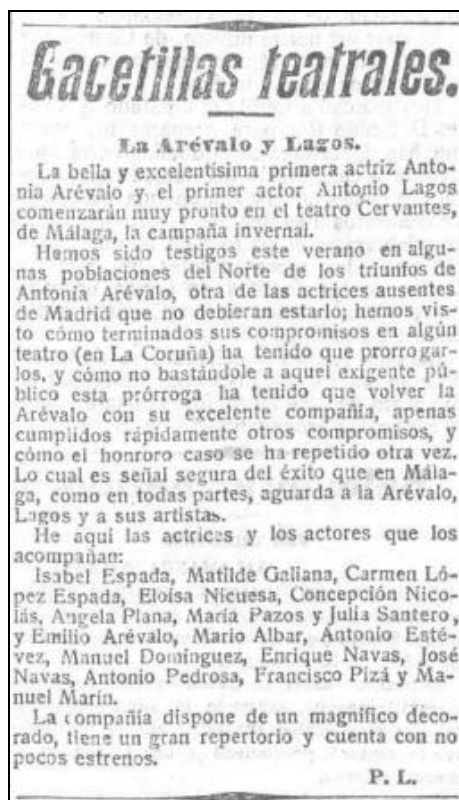 Gacetillas teatrales.
La Arévalo y Lagos.
La bella y excelentísima primera actriz Anto-
nia Arévalo y el primer actor Antonio Lagos
comenzarán muy pronto en el teatro Cervantes,
de Málaga, la campaña invernal.
Hemos sido testigos este verano en algu-
nas poblaciones del Norte de los triunfos de
Antonia Arévalo, otra de las actrices ausentes
de Madrid que no debieran estarlo; hemos vis-
to cómo terminados sus compromisos en algún
teatro (en La Coruña) ha tenido que prorrogar-
los, y cómo no bastándole a aquel exigente pú-
blico esta prórroga ha tenido que volver la
Arévalo con su excelente compañía, apenas
cumplidos rápidamente otros compromisos, y
cómo el honroro caso se ha repetido otra vez.
Lo cual es señal segura del éxito que en Mála-
ga, como en todas partes, aguarda a la Arévalo,
Lagos y a sus artistas.
He aquí las actrices y los actores que los
acompañan:
Isabel Espada, Matilde Galiana, Carmen Ló-
pez Espada, Eloísa Nicuesa, Concepción Nico-
lás, Angela Plana, María Pazos y Julia Santero,
y Emilio Arévalo, Mario Albar, Antonio Esté-
vez, Manuel Domínguez, Enrique Navas, José
Navas, Antonio Pedrosa, Francisco Pizá y Ma-
nuel Marín.
La compañía dispone de un magnífico deco-
rado, tiene un gran repertorio y cuenta con no
pocos estrenos.
P. L.